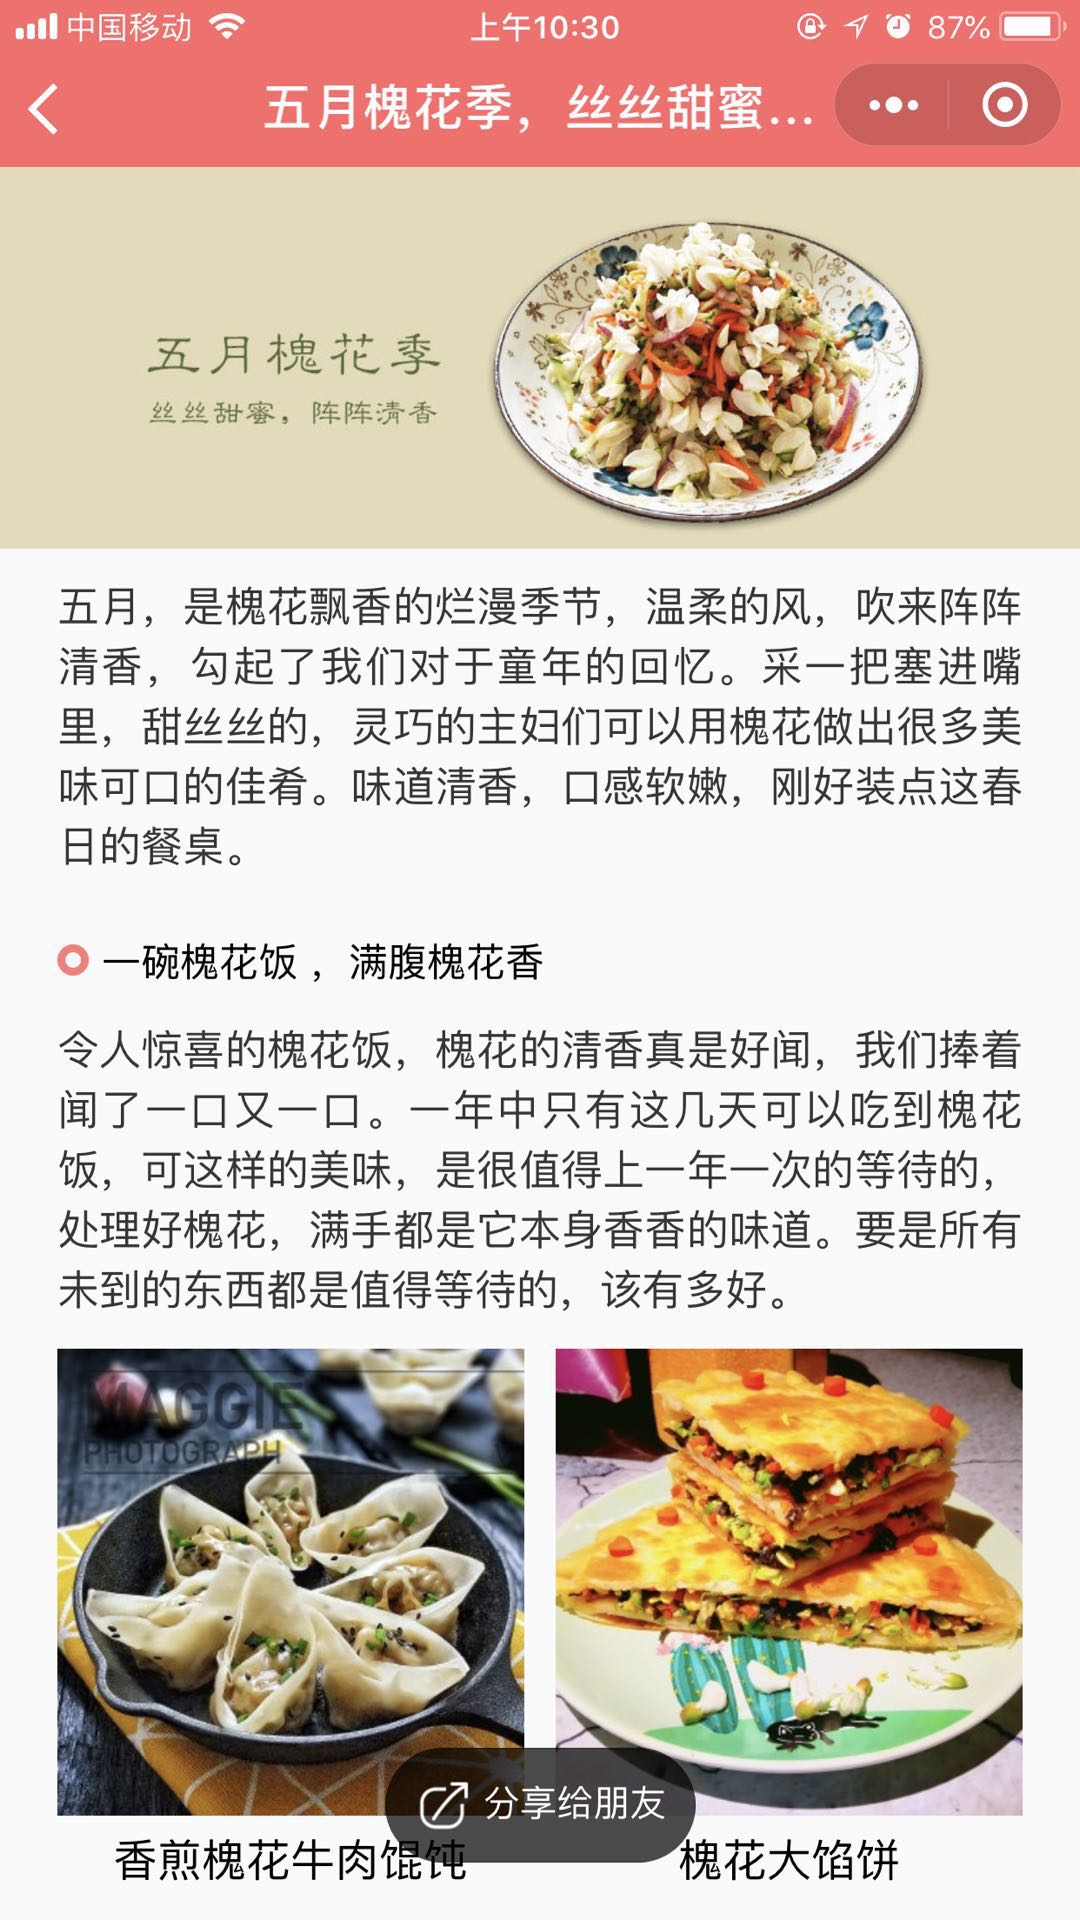 中国移动
上午10:30
87%
五月槐花季，丝丝甜蜜...
五月槐花季
丝丝甜蜜，阵阵清香
五月，是槐花飘香的烂漫季节，温柔的风，吹来阵阵
清香，勾起了我们对于童年的回忆。采一把塞进嘴
里，甜丝丝的，灵巧的主妇们可以用槐花做出很多美
味可口的佳肴。味道清香，口感软嫩，刚好装点这春
日的餐桌。
一碗槐花饭 ，满腹槐花香
令人惊喜的槐花饭，槐花的清香真是好闻，我们捧着
闻了一口又一口。一年中只有这几天可以吃到槐花
饭，可这样的美味，是很值得上一年一次的等待的，
处理好槐花，满手都是它本身香香的味道。要是所有
未到的东西都是值得等待的，该有多好。
MAGGIE
PHOTOGRAPH
分享给朋友
香煎槐花牛肉馄饨
槐花大馅饼